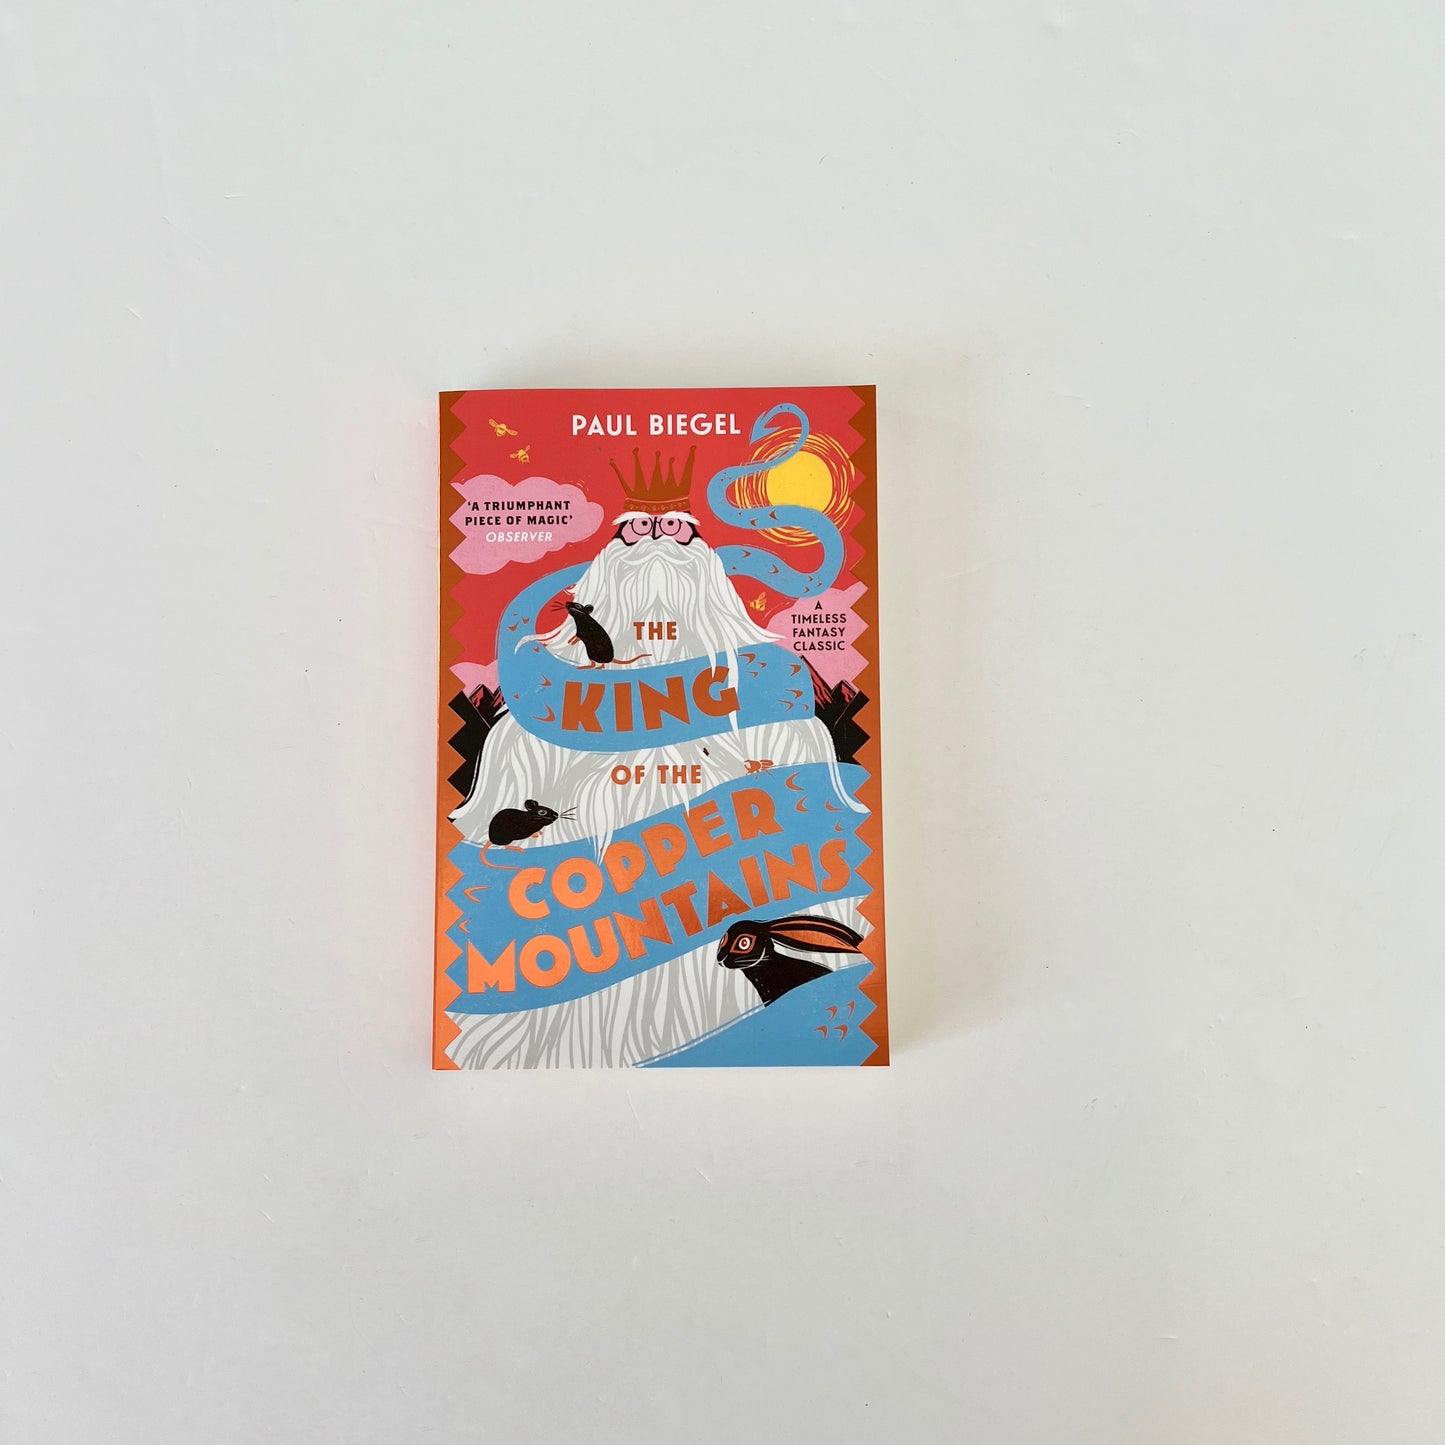 PAUL BIEGEL
'A TRIUMPHANT
PIECE OF MAGIC'
OBSERVER
A
TIMELESS
FANTASY
CLASSIC
THE
KING
OF THE
COPPER
MOUNTAINS